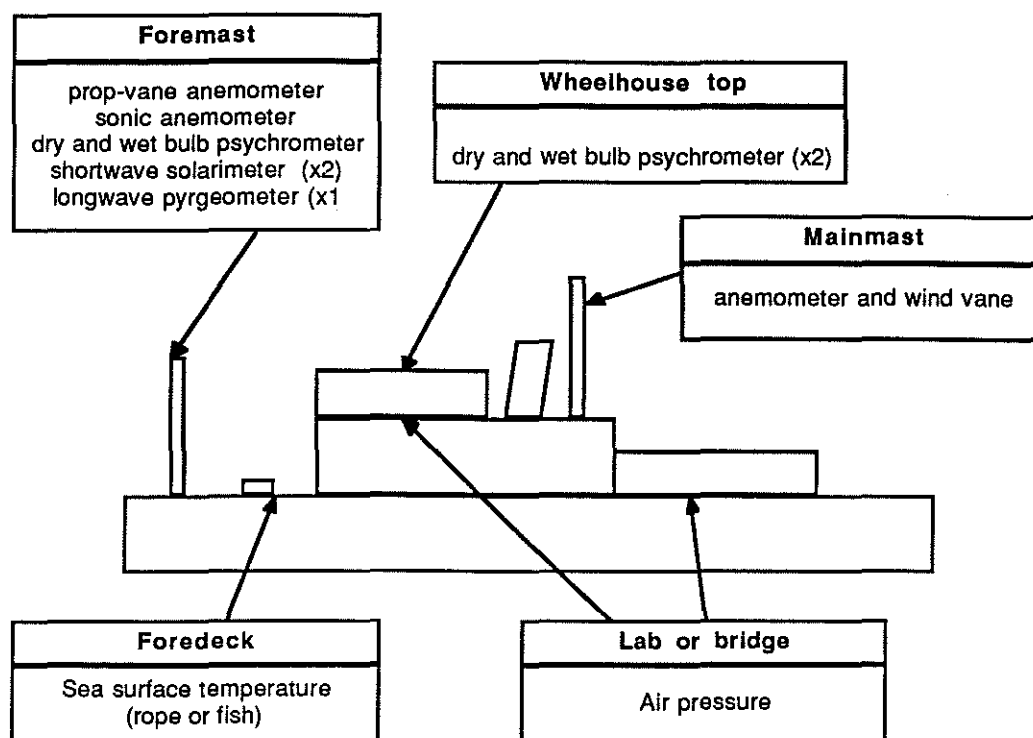 Foremast
prop-vane anemometer
sonic anemometer
dry and wet bulb psychrometer
shortwave solarimeter (x2)
longwave pyrgeometer (x1
Wheelhouse top
dry and wet bulb psychrometer (x2)
Mainmast
anemometer and wind vane
Foredeck
Sea surface temperature
(rope or fish)
Lab or bridge
Air pressure